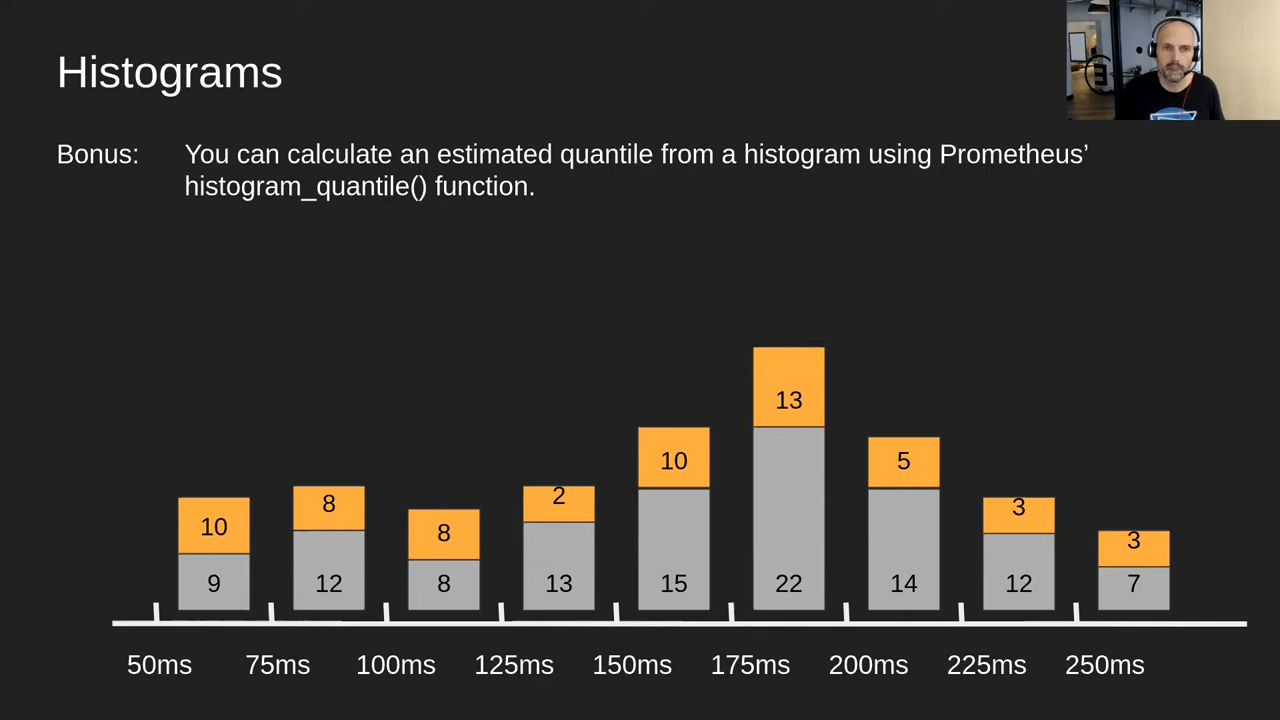 Histograms
Bonus: You can calculate an estimated quantile from a histogram using Prometheus’
histogram_quantile() function.
10 8 8 2 10 13 5 3 3
9 12 8 13 15 22 14 12 7
50ms 75ms 100ms 125ms 150ms 175ms 200ms 225ms 250ms